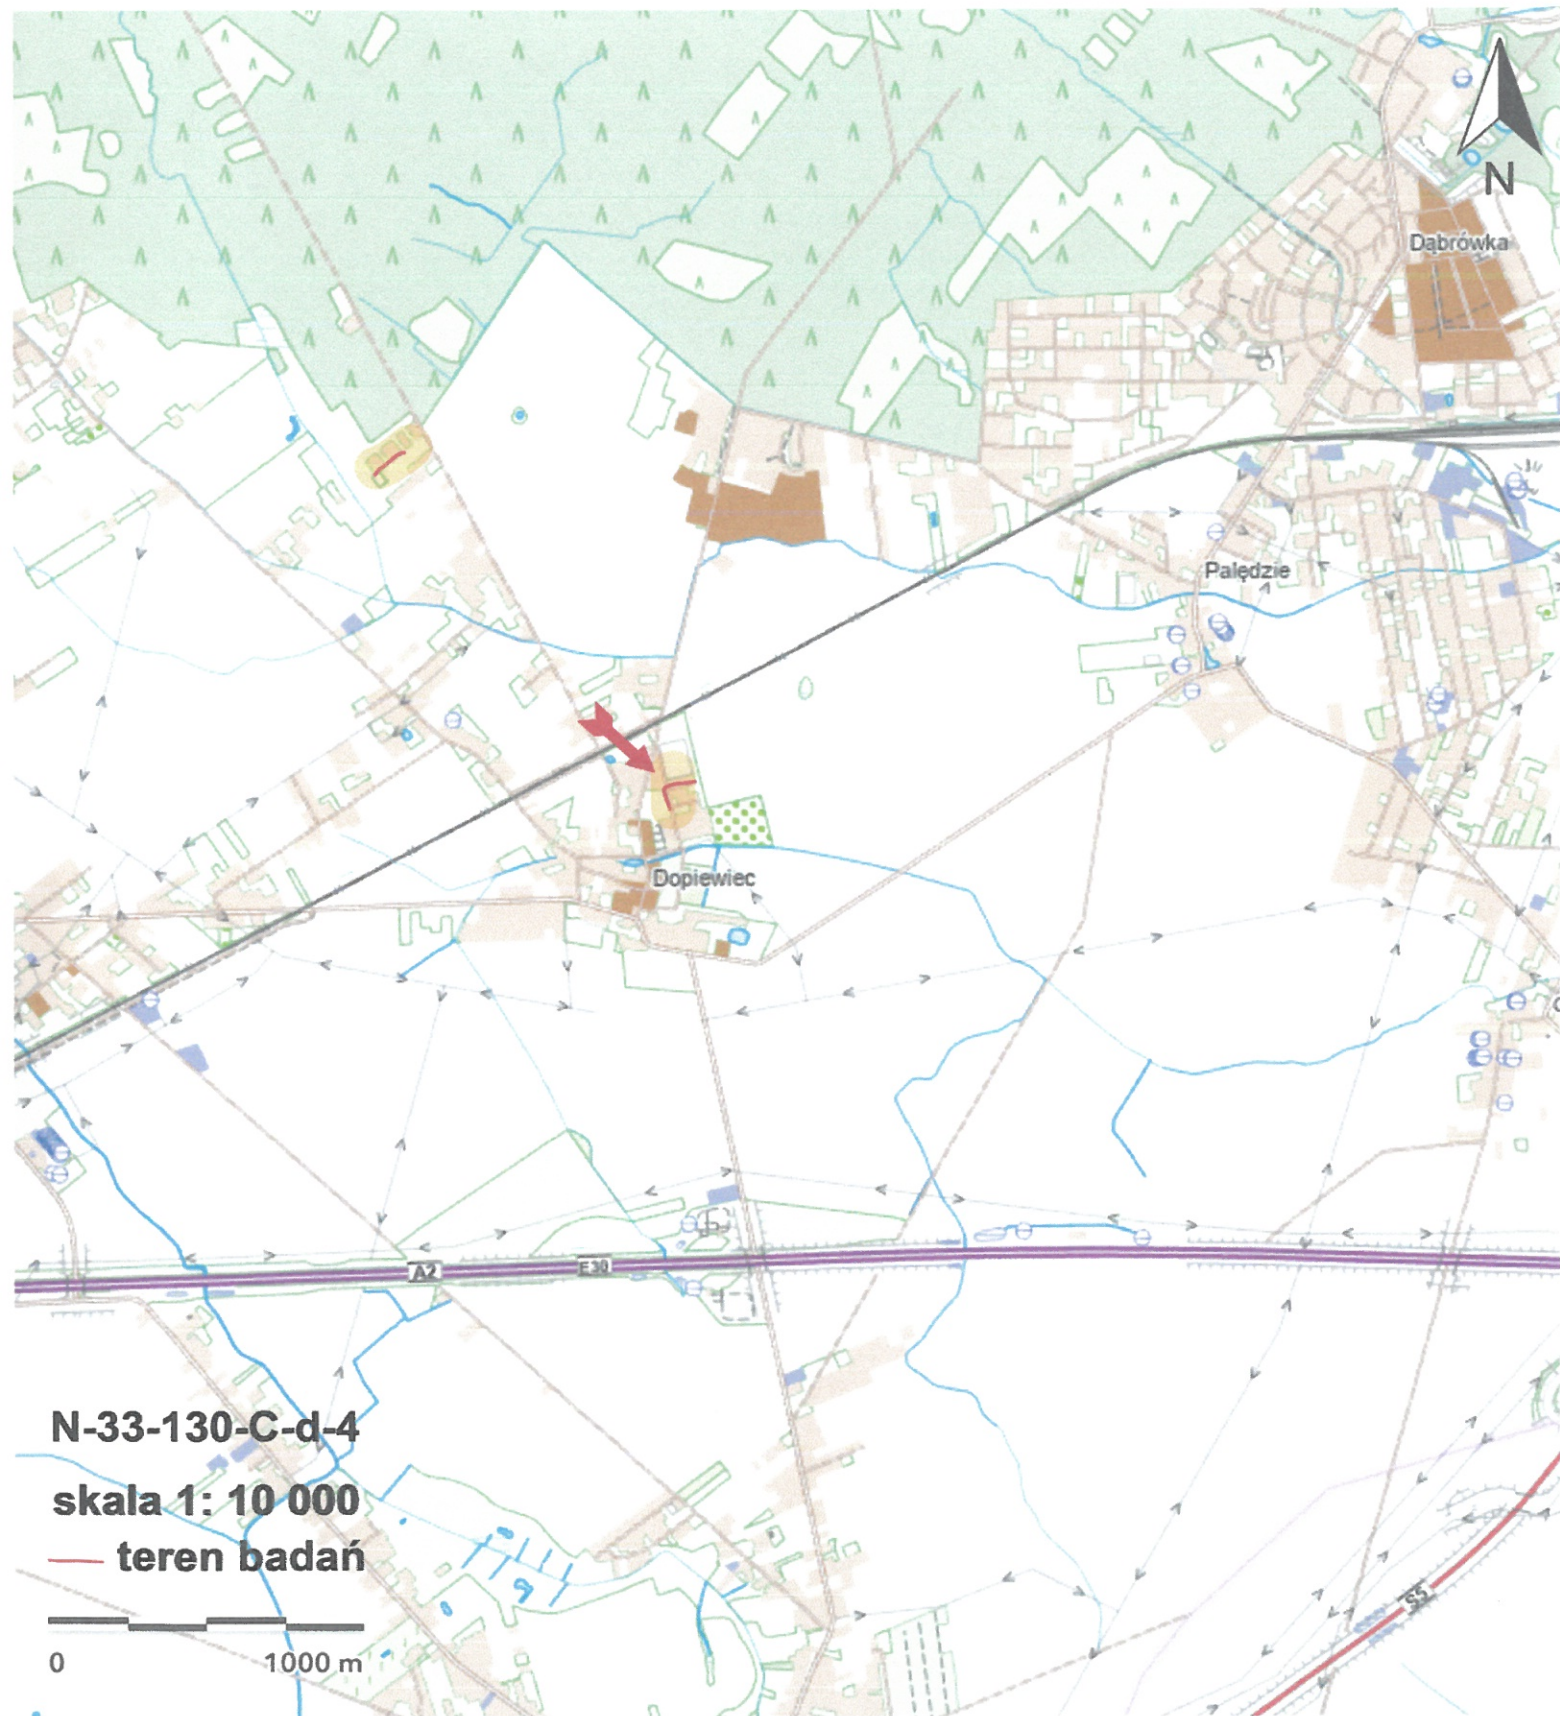 N
Dąbrówka
Palędzie
Dopiewiec
A2
E30
N-33-130-C-d-4
skala 1: 10 000
teren badań
S5
0
1000 m